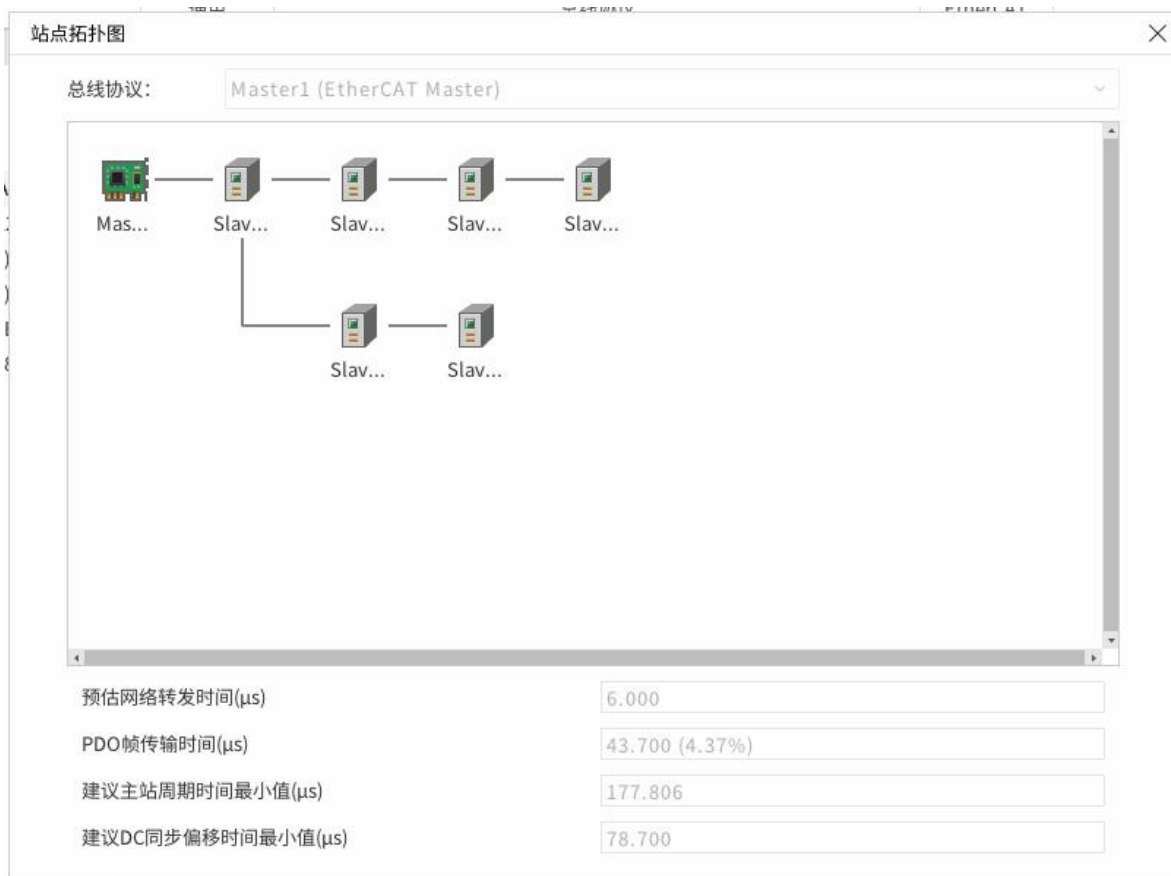 站点拓扑图
总线协议： Master1 (EtherCAT Master)
Mas... Slav... Slav... Slav... Slav...
Slav... Slav...
预估网络转发时间(μs) 6.000
PDO帧传输时间(μs) 43.700 (4.37%)
建议主站周期时间最小值(μs) 177.806
建议DC同步偏移时间最小值(μs) 78.700